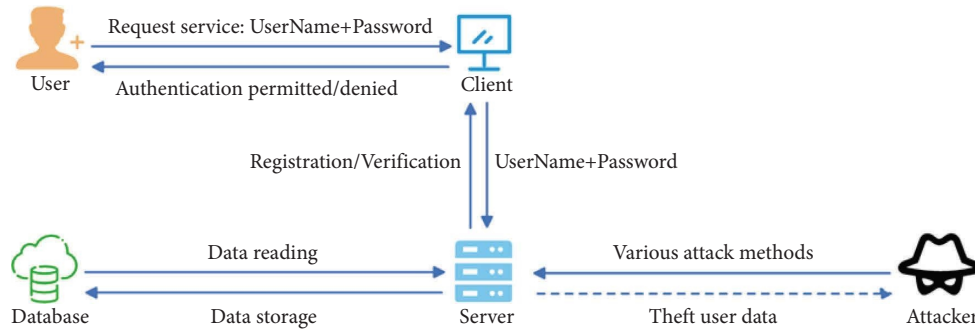 Request service: UserName+Password
User
Authentication permitted/denied
Client
Registration/Verification
UserName+Password
Data reading
Various attack methods
Database
Data storage
Server
Theft user data
Attacker